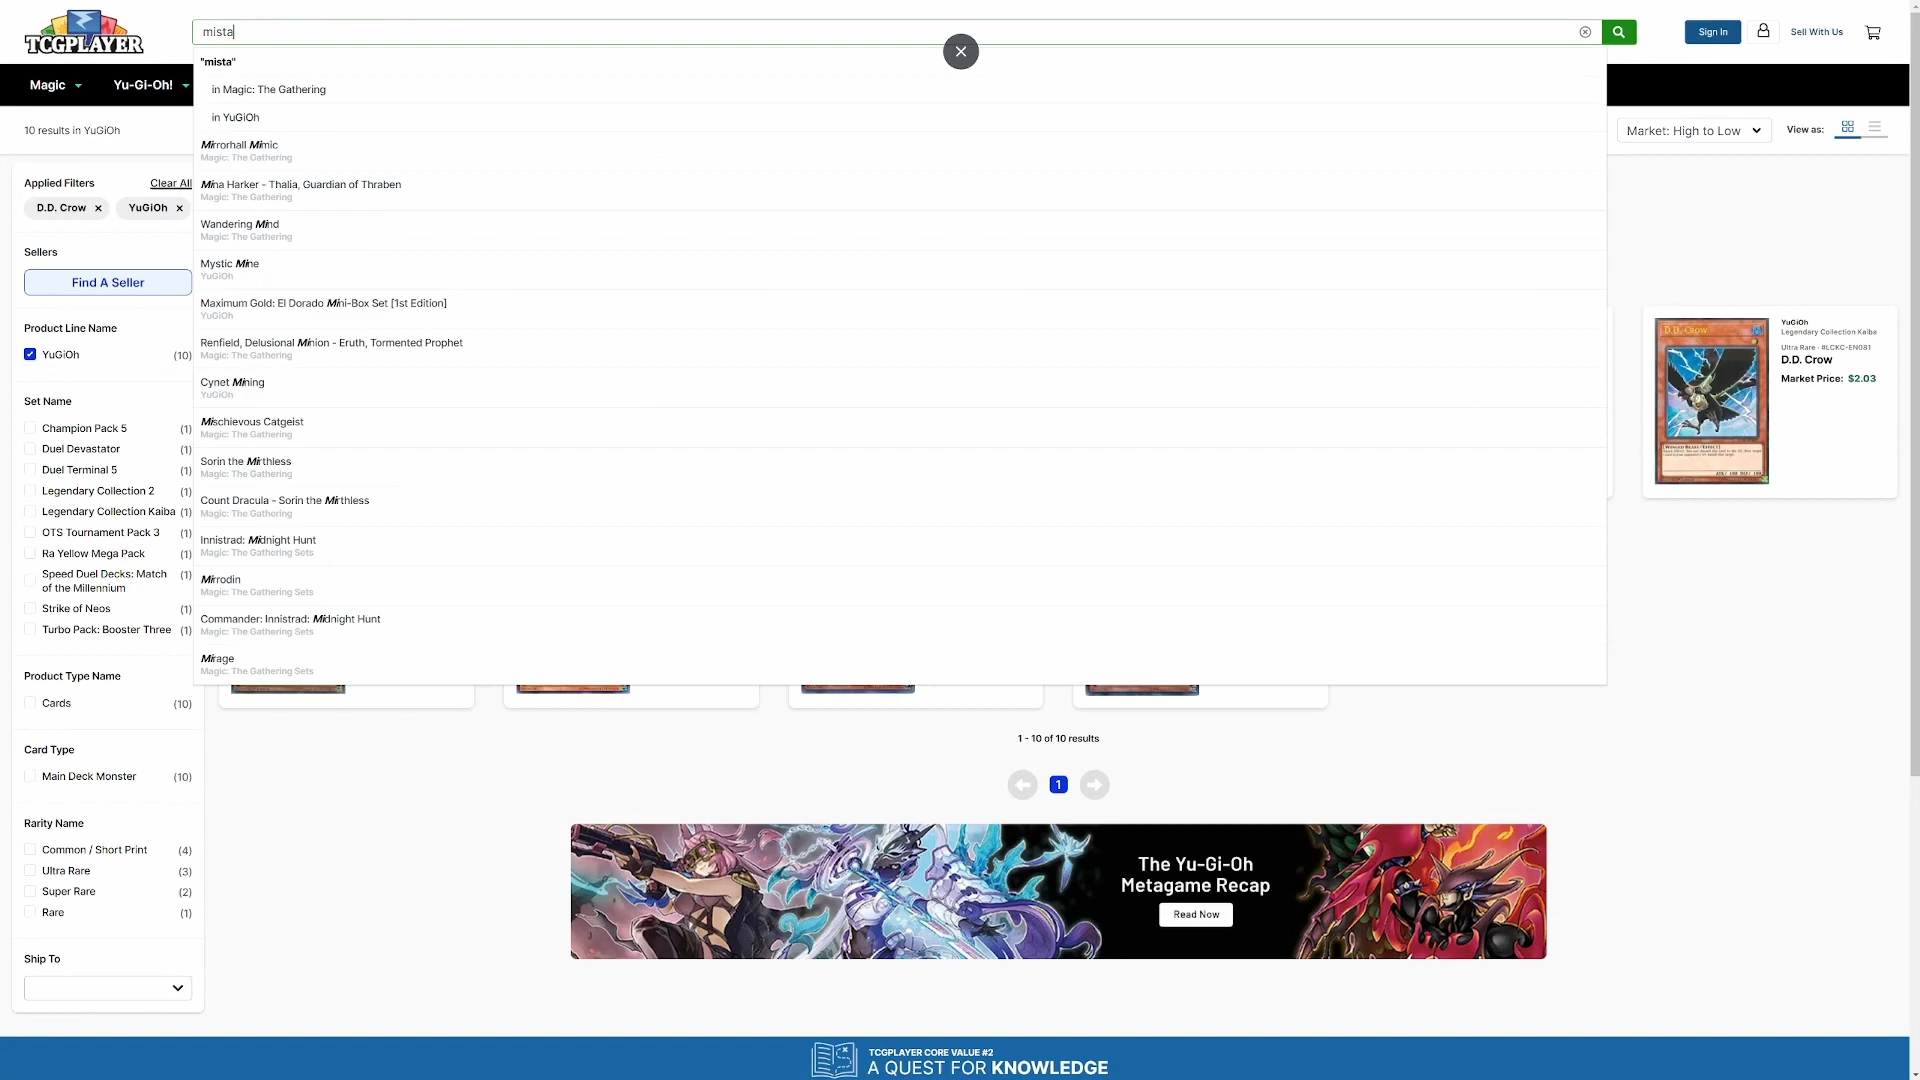 TCGPLAYER
mista
Sign In
Sell With Us
Magic
Yu-Gi-Oh!
"mista"
in Magic: The Gathering
in YuGiOh
Mirrorhall Mimic
Magic: The Gathering
Mina Harker - Thalia, Guardian of Thraben
Magic: The Gathering
Wandering Mind
Magic: The Gathering
Mystic Mine
YuGiOh
Maximum Gold: El Dorado Mini-Box Set [1st Edition]
YuGiOh
Renfield, Delusional Minion - Eruth, Tormented Prophet
Magic: The Gathering
Cynet Mining
YuGiOh
Mischievous Catgeist
Magic: The Gathering
Sorin the Mirthless
Magic: The Gathering
Count Dracula - Sorin the Mirthless
Magic: The Gathering
Innistrad: Midnight Hunt
Magic: The Gathering Sets
Mirrodin
Magic: The Gathering Sets
Commander: Innistrad: Midnight Hunt
Magic: The Gathering Sets
Mirage
Magic: The Gathering Sets
10 results in YuGiOh
Market: High to Low
View as:
Applied Filters
Clear All
D.D. Crow
YuGiOh
Sellers
Find A Seller
Product Line Name
YuGiOh (10)
Set Name
Champion Pack 5 (1)
Duel Devastator (1)
Duel Terminal 5 (1)
Legendary Collection 2 (1)
Legendary Collection Kaiba (1)
OTS Tournament Pack 3 (1)
Ra Yellow Mega Pack (1)
Speed Duel Decks: Match (1)
of the Millennium
Strike of Neos (1)
Turbo Pack: Booster Three (1)
Product Type Name
Cards (10)
Card Type
Main Deck Monster (10)
Rarity Name
Common / Short Print (4)
Ultra Rare (3)
Super Rare (2)
Rare (1)
Ship To
D.D. Crow
YuGiOh
Legendary Collection Kaiba
Ultra Rare - #LCKC-EN081
D.D. Crow
Market Price: $2.03
1 - 10 of 10 results
1
The Yu-Gi-Oh
Metagame Recap
Read Now
TCGPLAYER CORE VALUE #2
A QUEST FOR KNOWLEDGE